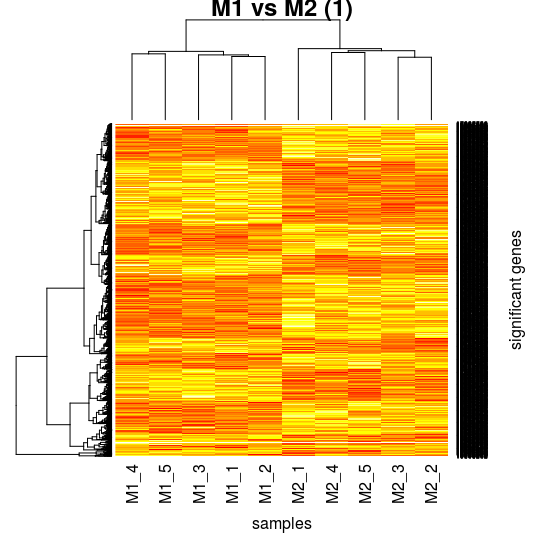 M1 vs M2 (1)
significant genes
M1_4
M1_5
M1_3
M1_1
M1_2
M2_1
M2_4
M2_5
M2_3
M2_2
samples